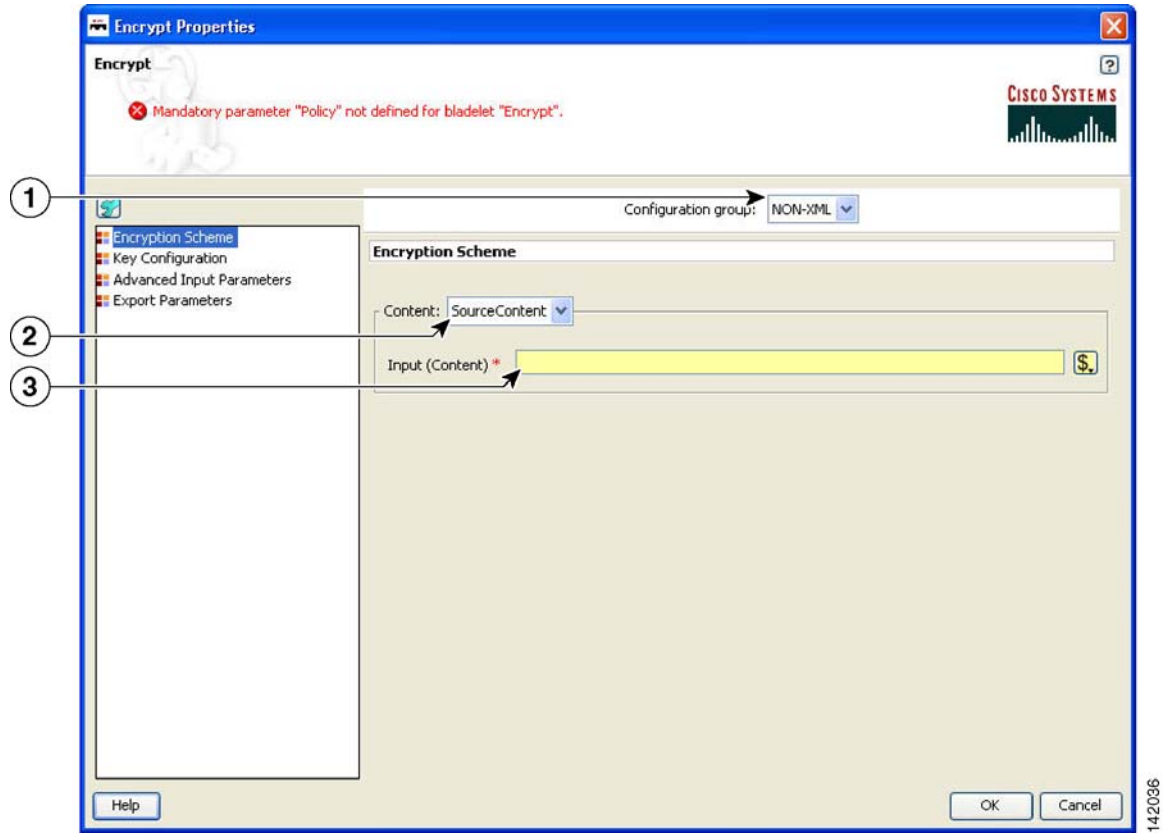 Encrypt Properties
Encrypt
?
Mandatory parameter "Policy" not defined for bladelet "Encrypt".
CISCO SYSTEMS
1
Configuration group: NON-XML
Encryption Scheme
Key Configuration
Advanced Input Parameters
Export Parameters
Encryption Scheme
2
Content: SourceContent
3
Input (Content) *
$
Help
OK
Cancel
142036